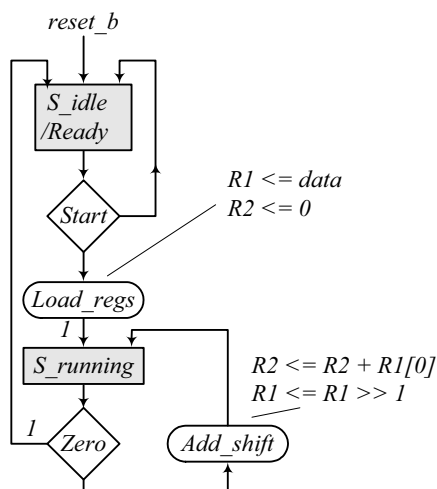 reset_b
S_idle
/Ready
Start
R1 <= data
R2 <= 0
Load_regs
1
S_running
R2 <= R2 + R1[0]
R1 <= R1 >> 1
1
Zero
Add_shift